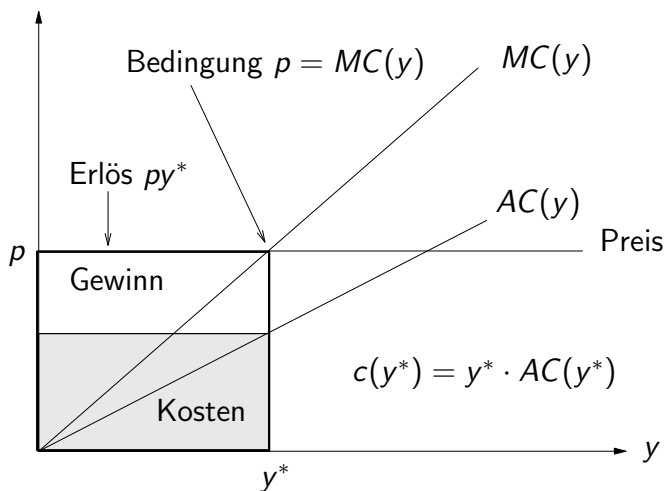 Bedingung p = MC(y)
MC(y)
Erlös py*
AC(y)
p
Preis
Gewinn
c(y*) = y* · AC(y*)
Kosten
y
y*